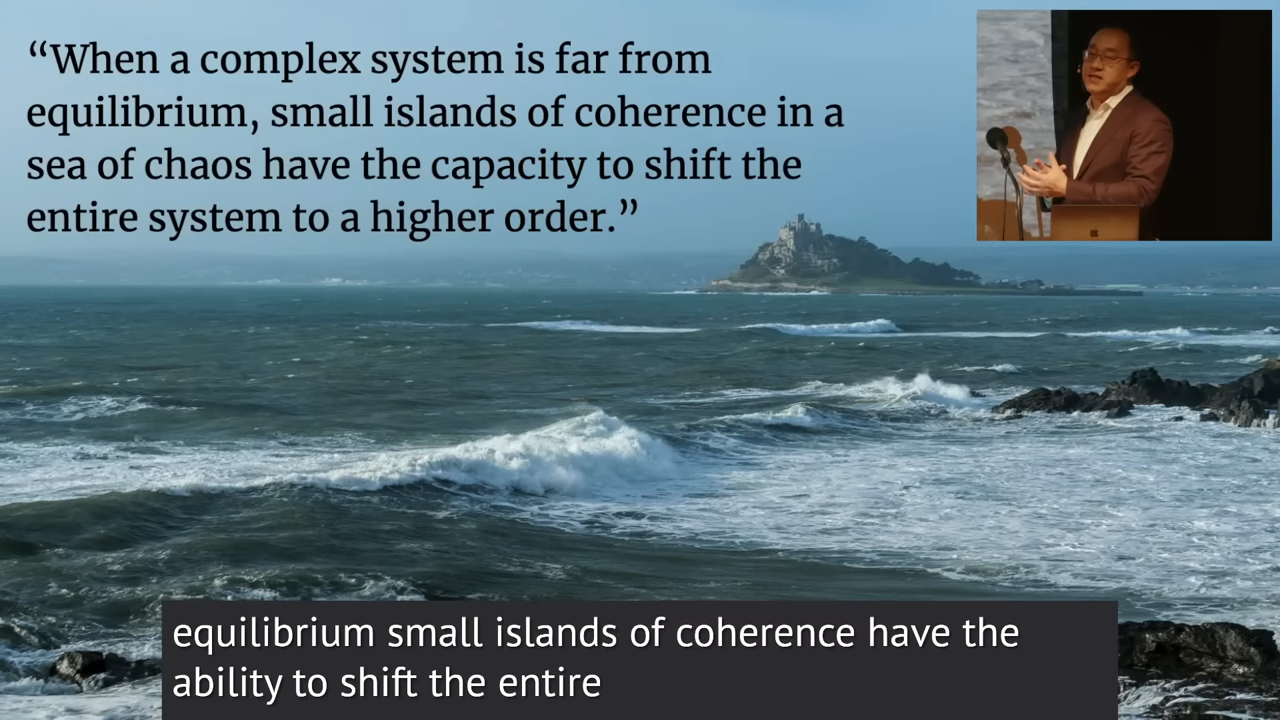 “When a complex system is far from
equilibrium, small islands of coherence in a
sea of chaos have the capacity to shift the
entire system to a higher order.”
equilibrium small islands of coherence have the
ability to shift the entire